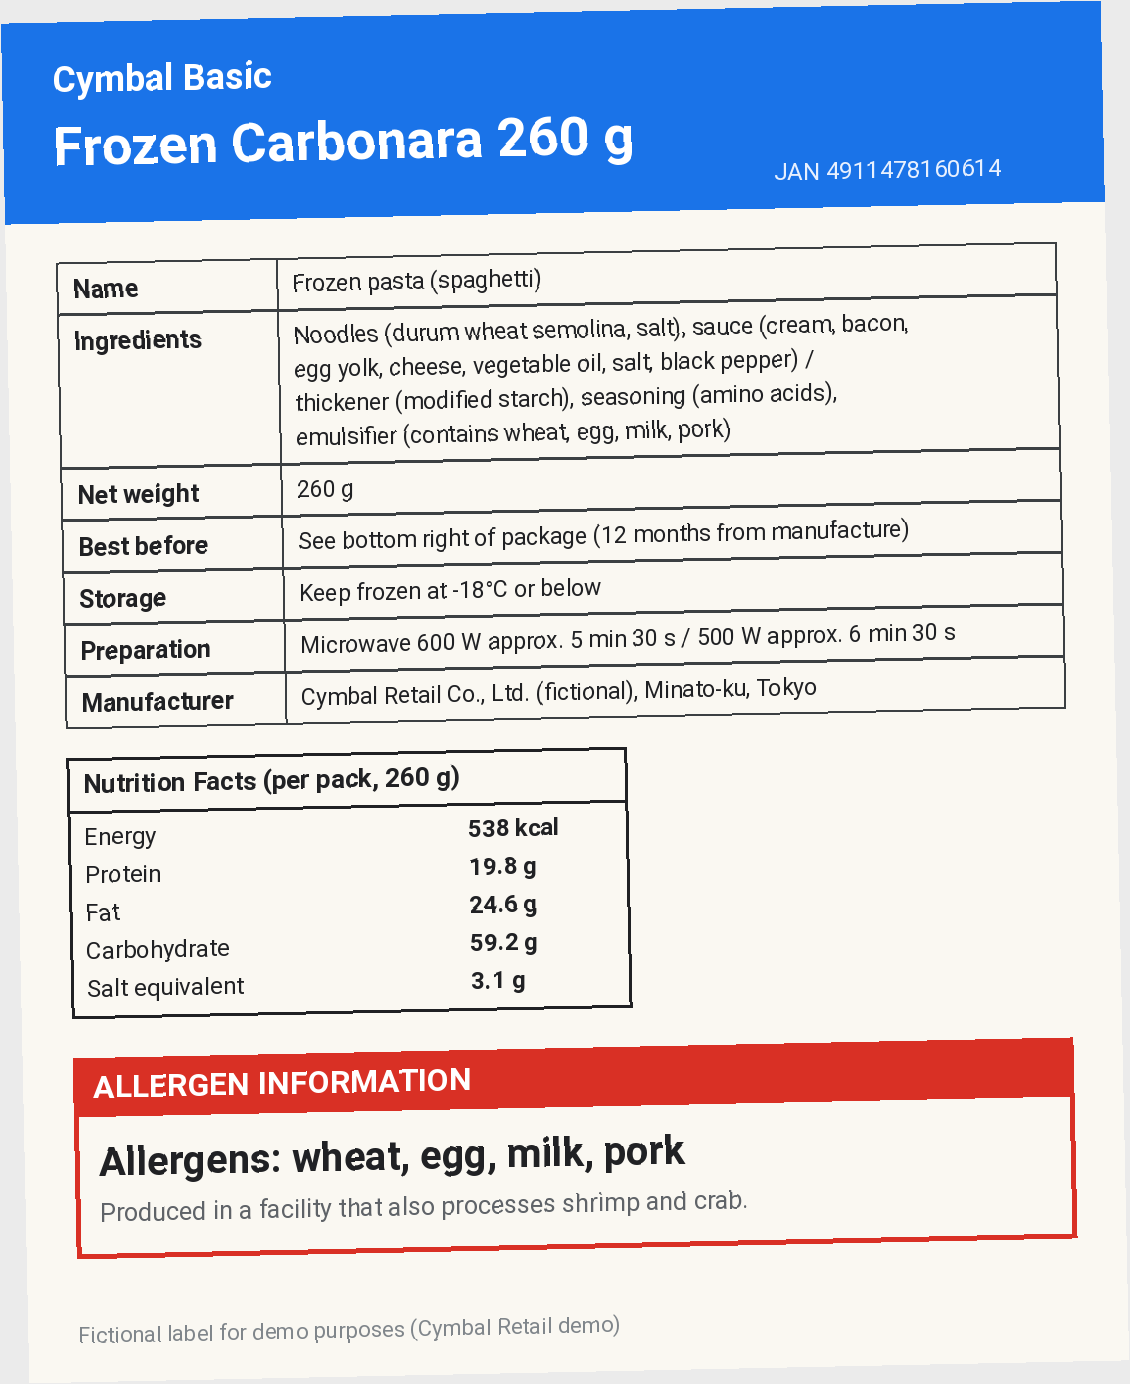 Cymbal Basic
Frozen Carbonara 260 g
JAN 4911478160614
Name Frozen pasta (spaghetti)
Ingredients Noodles (durum wheat semolina, salt), sauce (cream, bacon,
egg yolk, cheese, vegetable oil, salt, black pepper) /
thickener (modified starch), seasoning (amino acids),
emulsifier (contains wheat, egg, milk, pork)
Net weight 260 g
Best before See bottom right of package (12 months from manufacture)
Storage Keep frozen at -18°C or below
Preparation Microwave 600 W approx. 5 min 30 s / 500 W approx. 6 min 30 s
Manufacturer Cymbal Retail Co., Ltd. (fictional), Minato-ku, Tokyo
Nutrition Facts (per pack, 260 g)
Energy 538 kcal
Protein 19.8 g
Fat 24.6 g
Carbohydrate 59.2 g
Salt equivalent 3.1 g
ALLERGEN INFORMATION
Allergens: wheat, egg, milk, pork
Produced in a facility that also processes shrimp and crab.
Fictional label for demo purposes (Cymbal Retail demo)